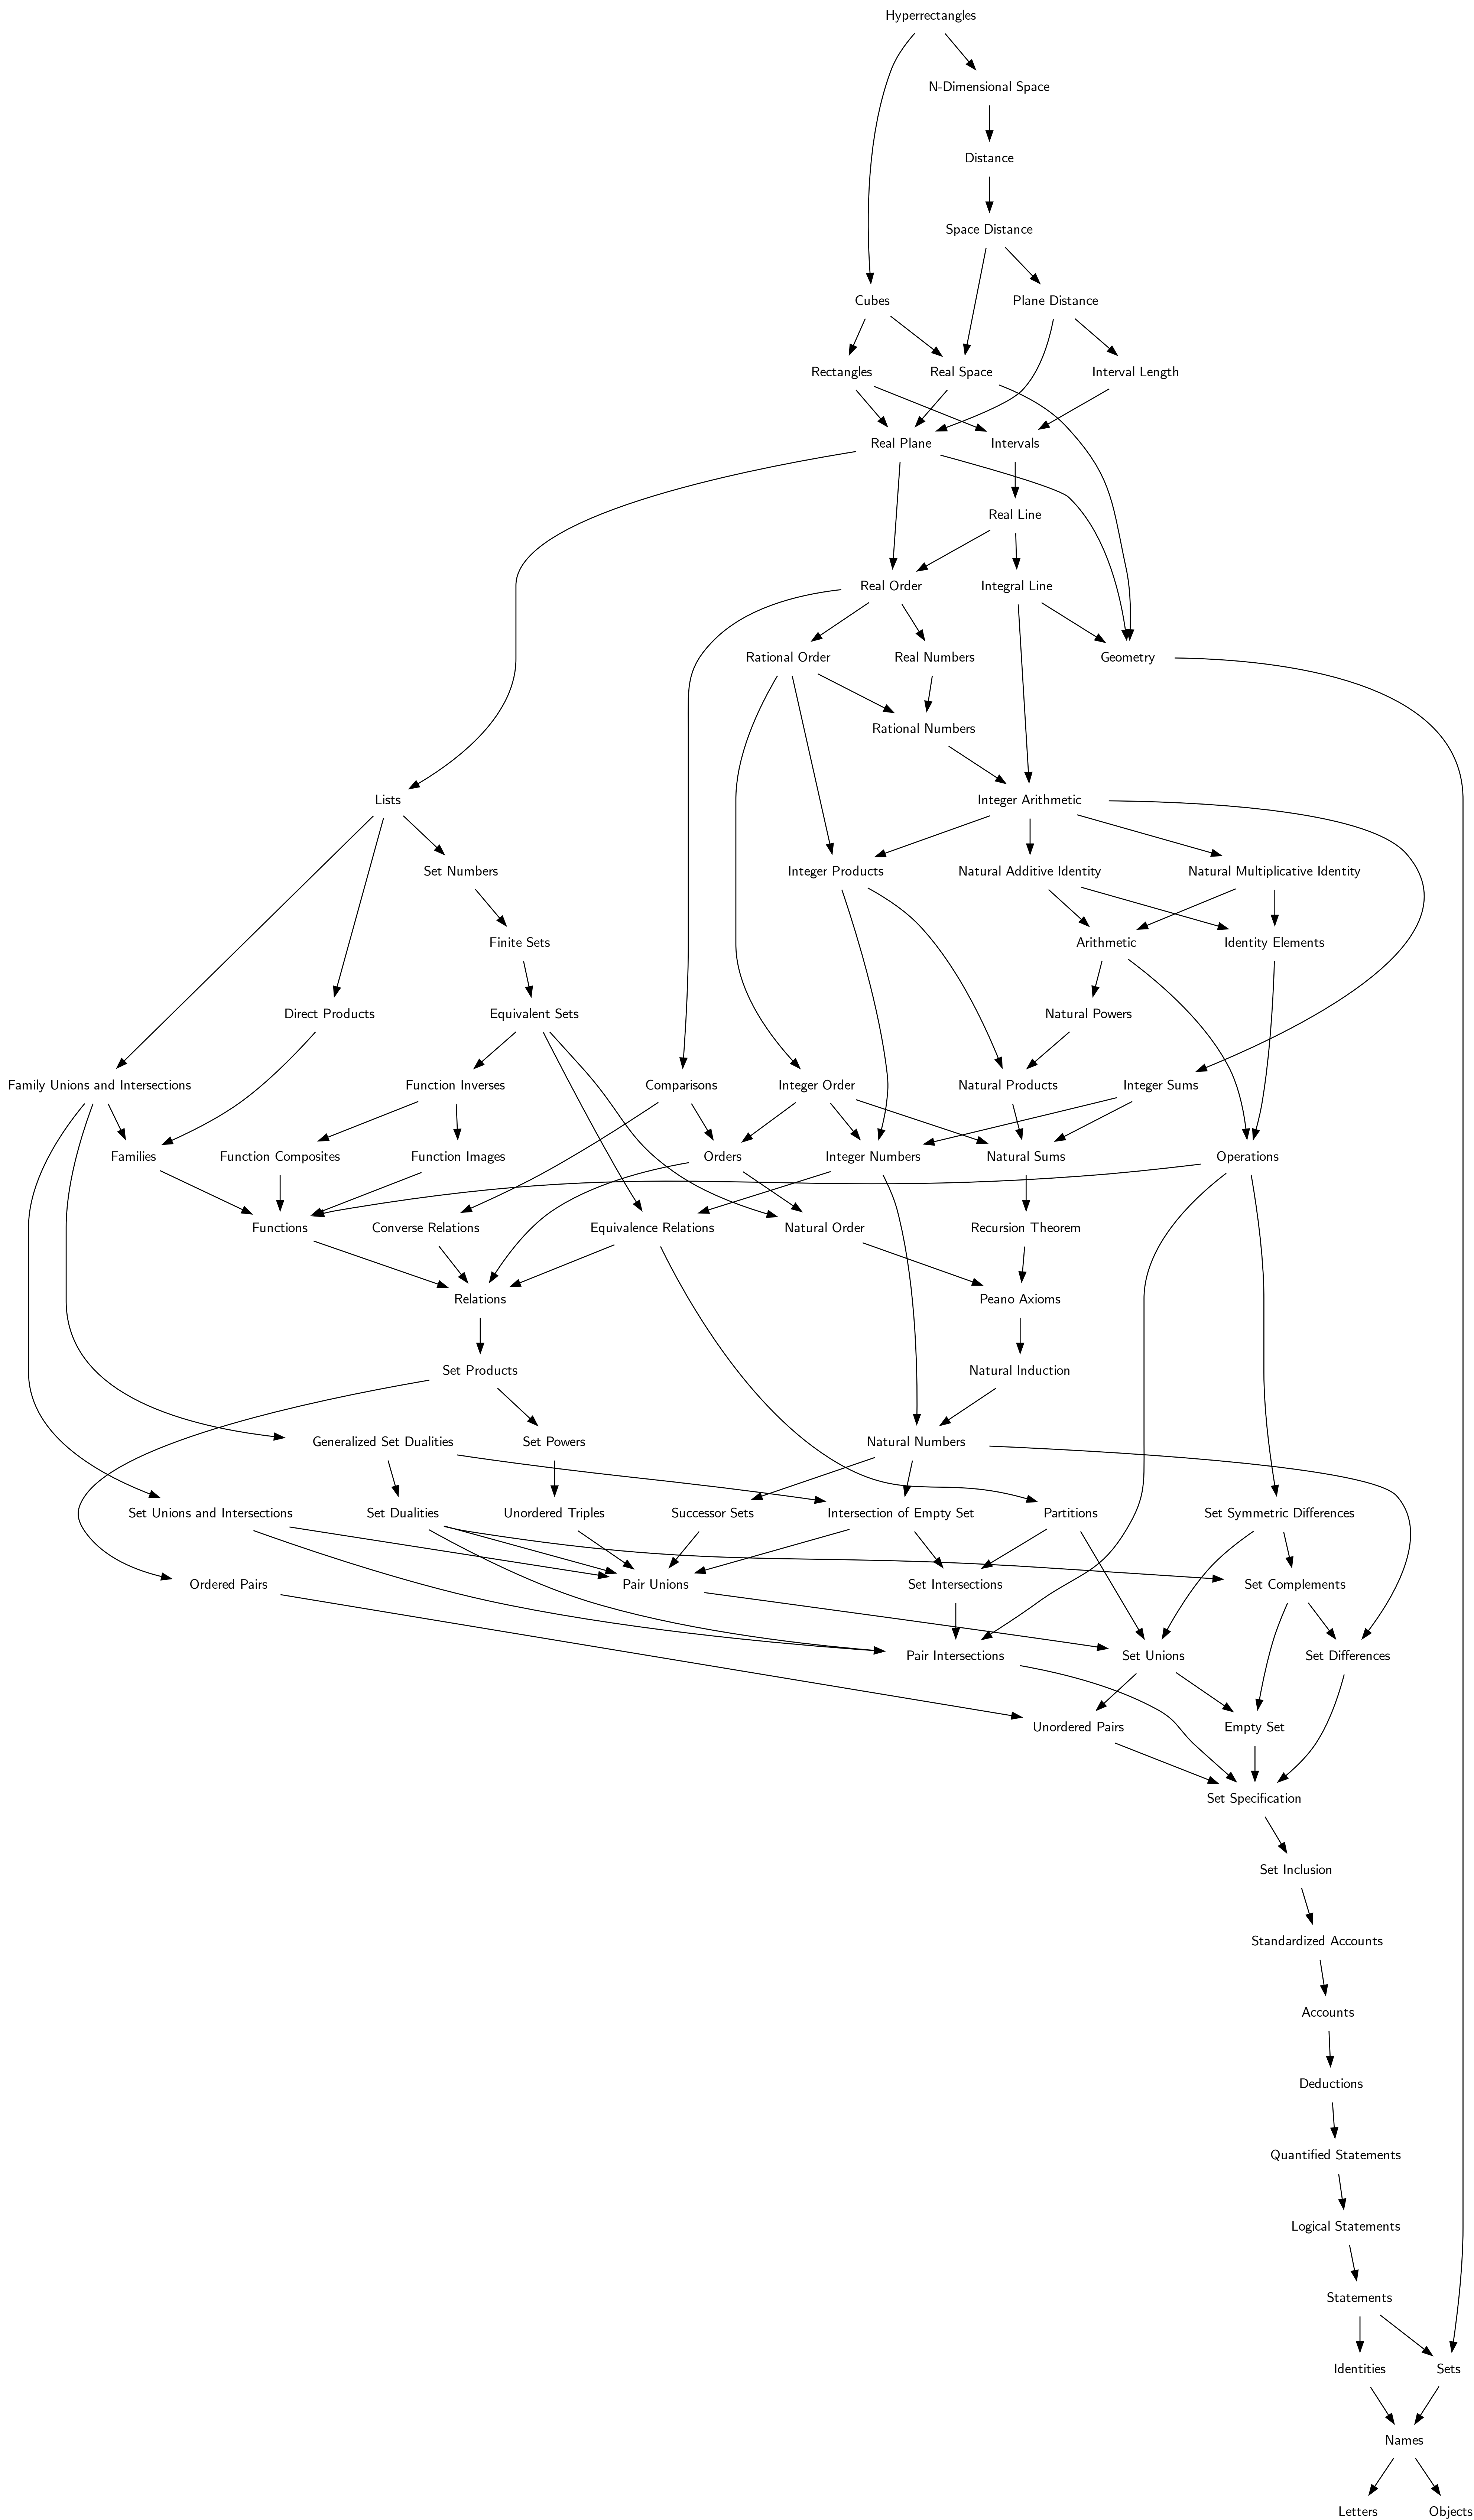 Hyperrectangles
N-Dimensional Space
Distance
Space Distance
Cubes
Plane Distance
Rectangles
Real Space
Interval Length
Real Plane
Intervals
Real Line
Real Order
Integral Line
Rational Order
Real Numbers
Geometry
Rational Numbers
Lists
Integer Arithmetic
Set Numbers
Integer Products
Natural Additive Identity
Natural Multiplicative Identity
Finite Sets
Arithmetic
Identity Elements
Direct Products
Equivalent Sets
Natural Powers
Family Unions and Intersections
Function Inverses
Comparisons
Integer Order
Natural Products
Integer Sums
Families
Function Composites
Function Images
Orders
Integer Numbers
Natural Sums
Operations
Functions
Converse Relations
Equivalence Relations
Natural Order
Recursion Theorem
Relations
Peano Axioms
Set Products
Natural Induction
Generalized Set Dualities
Set Powers
Natural Numbers
Set Unions and Intersections
Set Dualities
Unordered Triples
Successor Sets
Intersection of Empty Set
Partitions
Set Symmetric Differences
Ordered Pairs
Pair Unions
Set Intersections
Set Complements
Pair Intersections
Set Unions
Set Differences
Unordered Pairs
Empty Set
Set Specification
Set Inclusion
Standardized Accounts
Accounts
Deductions
Quantified Statements
Logical Statements
Statements
Identities
Sets
Names
Letters
Objects